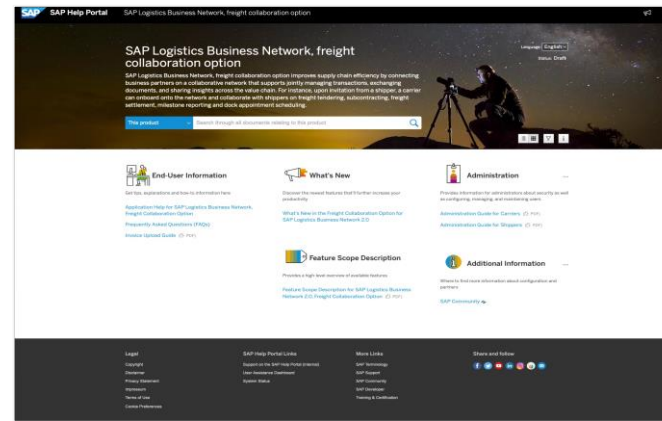 SAP SAP Help Portal SAP Logistics Business Network, freight collaboration option
SAP Logistics Business Network, freight
collaboration option
Language: English
Status: Draft
SAP Logistics Business Network, freight collaboration option improves supply chain efficiency by connecting
business partners on a collaborative network that supports jointly managing transactions, exchanging
documents, and sharing insights across the value chain. For instance, upon invitation from a shipper, a carrier
can onboard onto the network and collaborate with shippers on freight tendering, subcontracting, freight
settlement, milestone reporting and dock appointment scheduling.
This product Search through all documents relating to this product
End-User Information
Get tips, explanations and how-to information here
Application Help for SAP Logistics Business Network,
Freight Collaboration Option
Frequently Asked Questions (FAQs)
Invoice Upload Guide (PDF)
What's New
Discover the newest features that further increase your
productivity
What's New in the Freight Collaboration Option for
SAP Logistics Business Network 2.0
Administration
Provides information for administrators about security as well
as configuring, managing, and maintaining users
Administration Guide for Carriers (PDF)
Administration Guide for Shippers (PDF)
Feature Scope Description
Provides a high-level overview of available features.
Feature Scope Description for SAP Logistics Business
Network 2.0, Freight Collaboration Option (PDF)
Additional Information
Where to find more information about configuration and
partners
SAP Community
Legal
Copyright
Disclaimer
Privacy Statement
Impressum
Terms of Use
Cookie Preferences
SAP Help Portal Links
Support on the SAP Help Portal (Internal)
User Assistance Dashboard
System Status
More Links
SAP Terminology
SAP Support
SAP Community
SAP Developer
Training & Certification
Share and follow